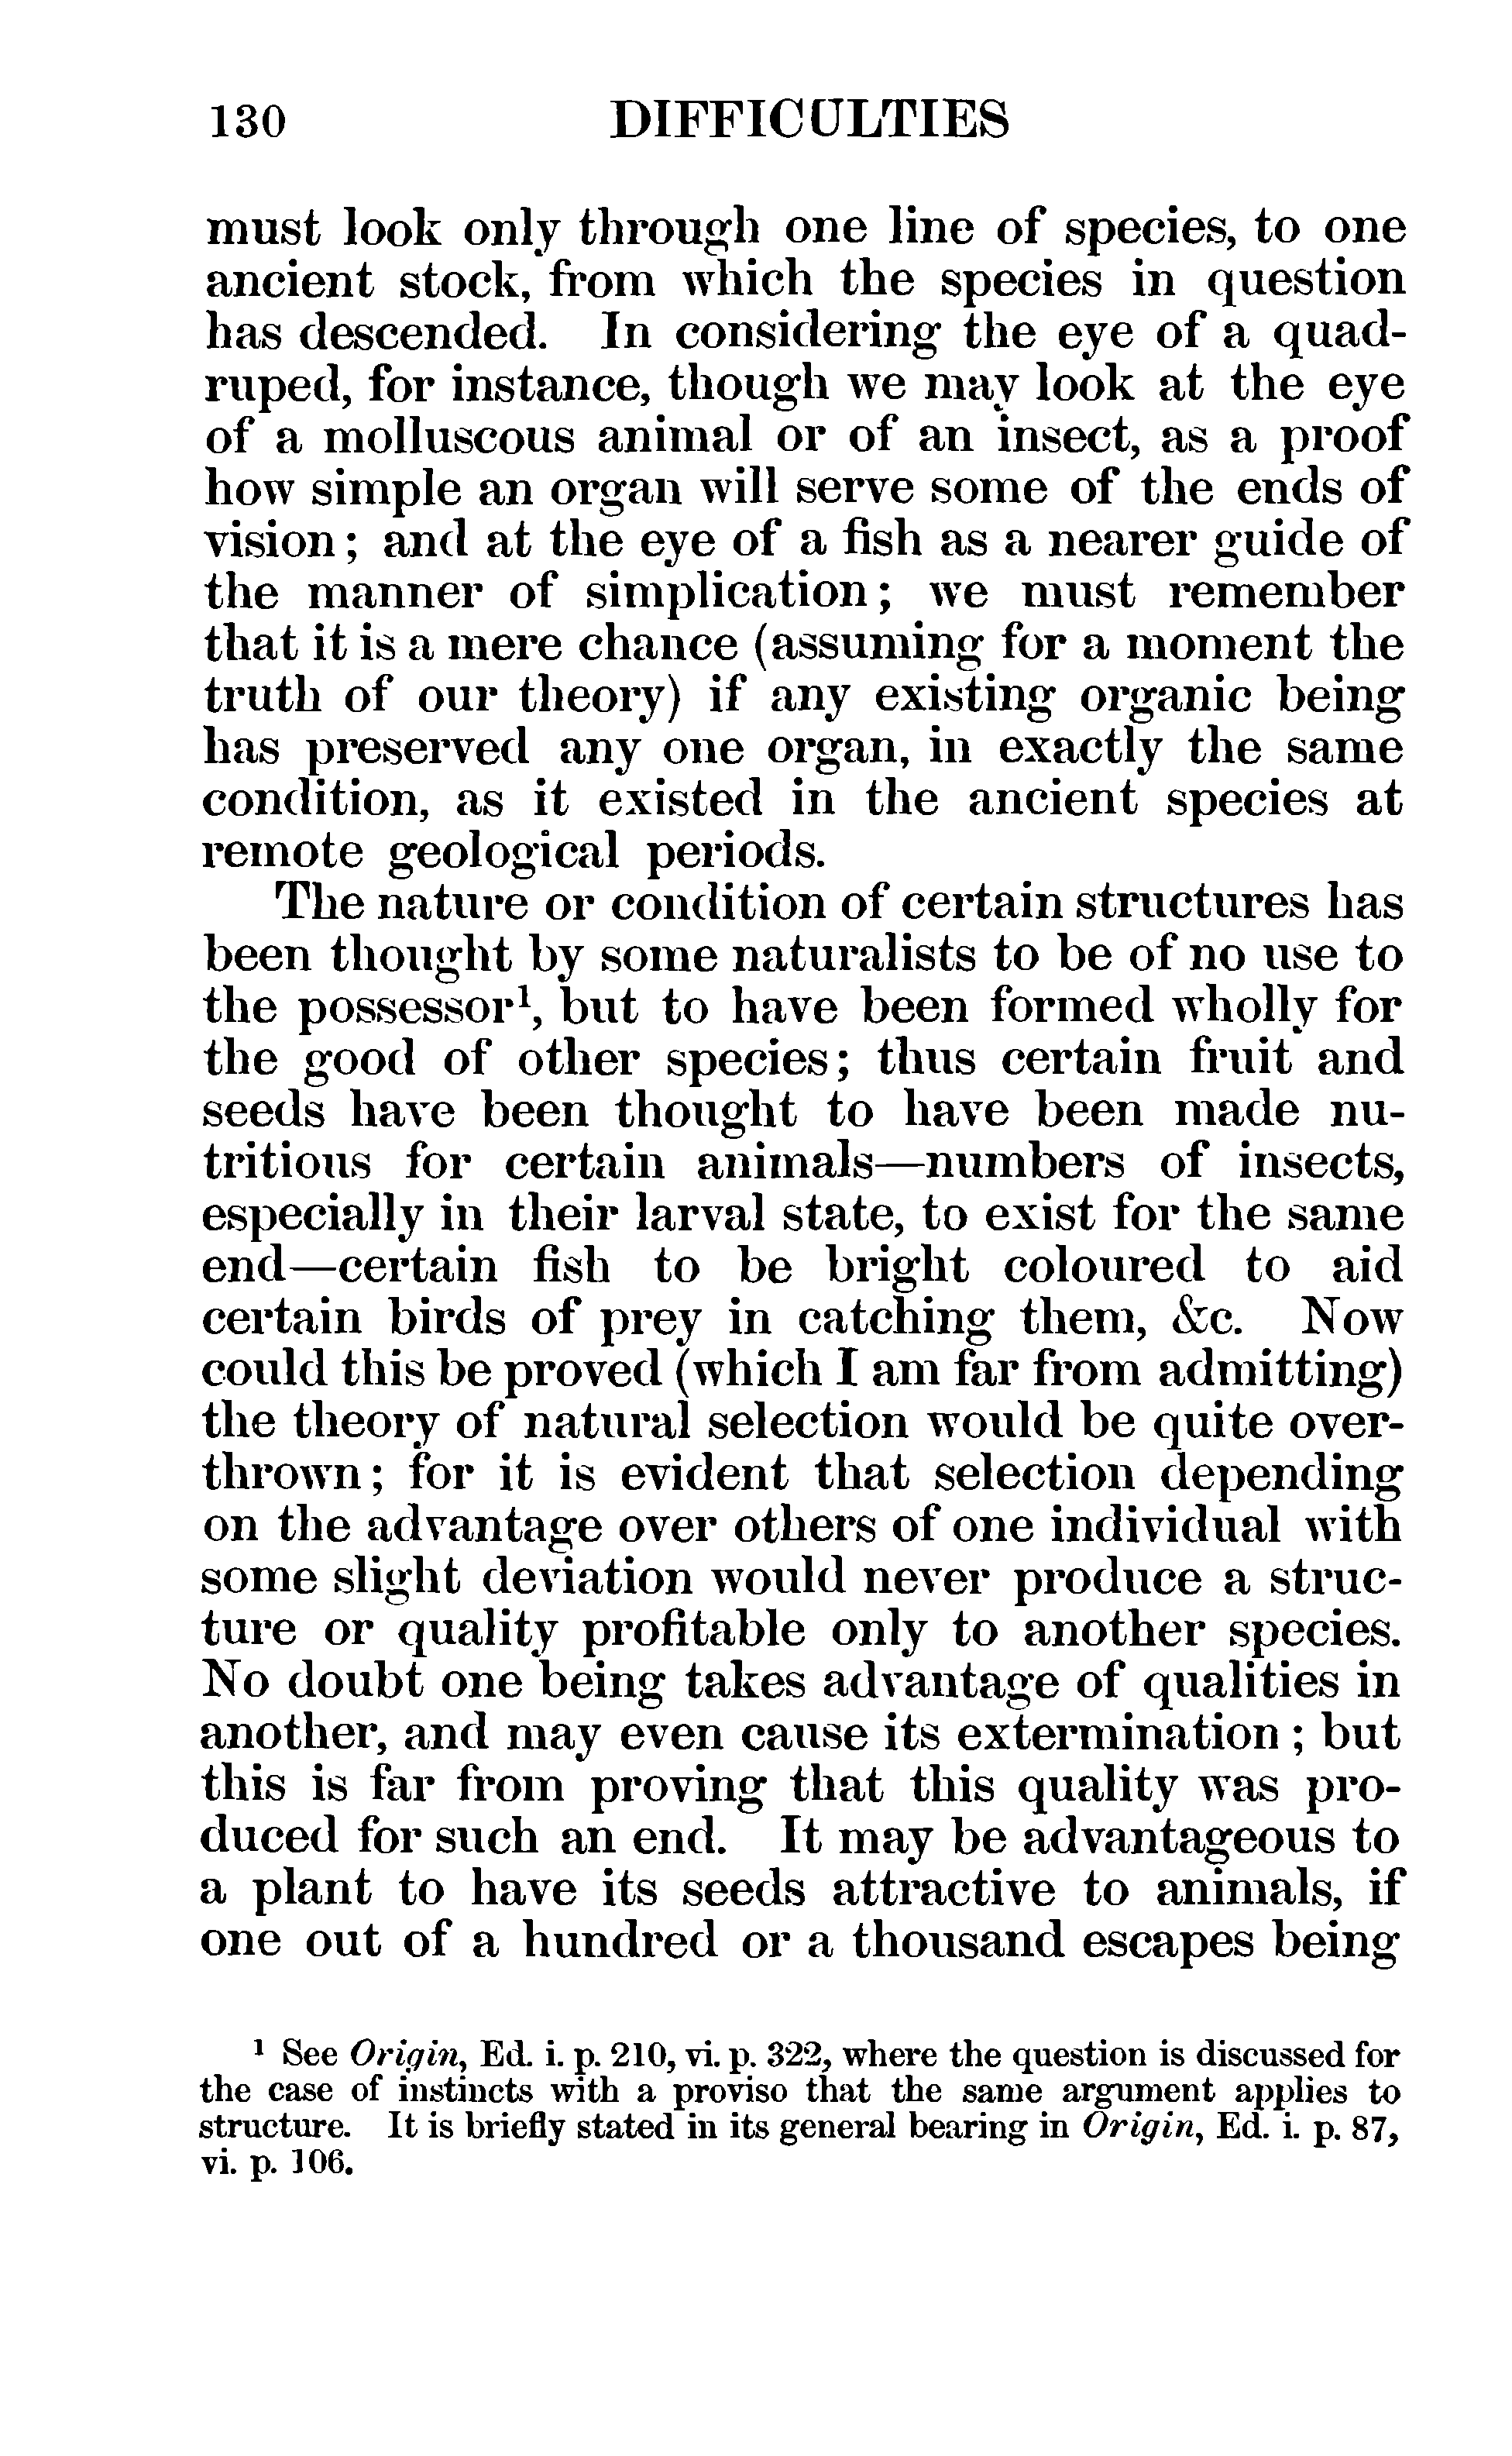 130 DIFFICULTIES
must look only through one line of species, to one
ancient stock, from which the species in question
has descended. In considering the eye of a quad-
ruped, for instance, though we may look at the eye
of a molluscous animal or of an insect, as a proof
how simple an organ will serve some of the ends of
vision; and at the eye of a fish as a nearer guide of
the manner of simplication; we must remember
that it is a mere chance (assuming for a moment the
truth of our theory) if any existing organic being
has preserved any one organ, in exactly the same
condition, as it existed in the ancient species at
remote geological periods.
The nature or condition of certain structures has
been thought by some naturalists to be of no use to
the possessor¹, but to have been formed wholly for
the good of other species; thus certain fruit and
seeds have been thought to have been made nu-
tritious for certain animals—numbers of insects,
especially in their larval state, to exist for the same
end—certain fish to be bright coloured to aid
certain birds of prey in catching them, &c. Now
could this be proved (which I am far from admitting)
the theory of natural selection would be quite over-
thrown; for it is evident that selection depending
on the advantage over others of one individual with
some slight deviation would never produce a struc-
ture or quality profitable only to another species.
No doubt one being takes advantage of qualities in
another, and may even cause its extermination; but
this is far from proving that this quality was pro-
duced for such an end. It may be advantageous to
a plant to have its seeds attractive to animals, if
one out of a hundred or a thousand escapes being
¹ See Origin, Ed. i. p. 210, vi. p. 322, where the question is discussed for
the case of instincts with a proviso that the same argument applies to
structure. It is briefly stated in its general bearing in Origin, Ed. i. p. 87,
vi. p. 106.